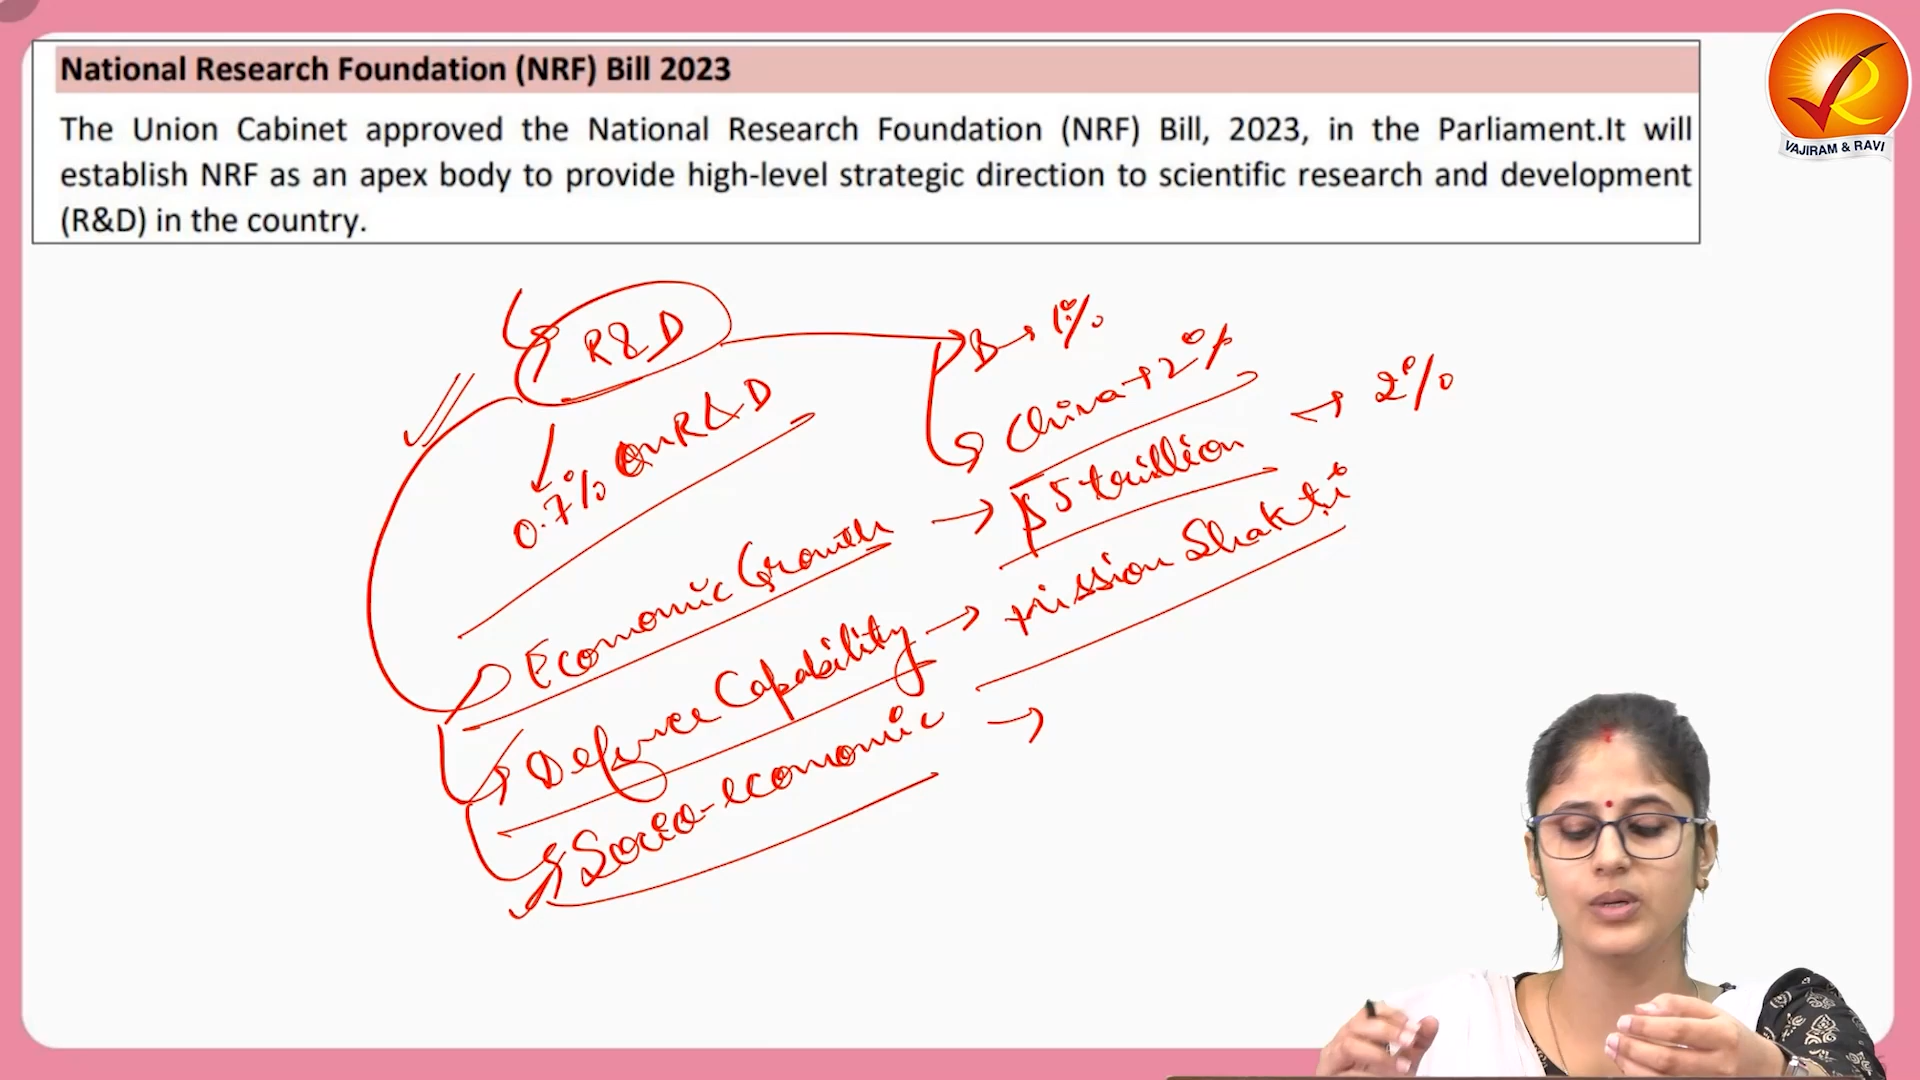 National Research Foundation (NRF) Bill 2023
The Union Cabinet approved the National Research Foundation (NRF) Bill, 2023, in the Parliament.It will
establish NRF as an apex body to provide high-level strategic direction to scientific research and development
(R&D) in the country.
VAJIRAM & RAVI
R&D
B → 1%
China → 2%
0.7% on R&D
→ 2%
Economic Growth → $5 trillion
Defence Capability → mission Shakti
Socio-economic →